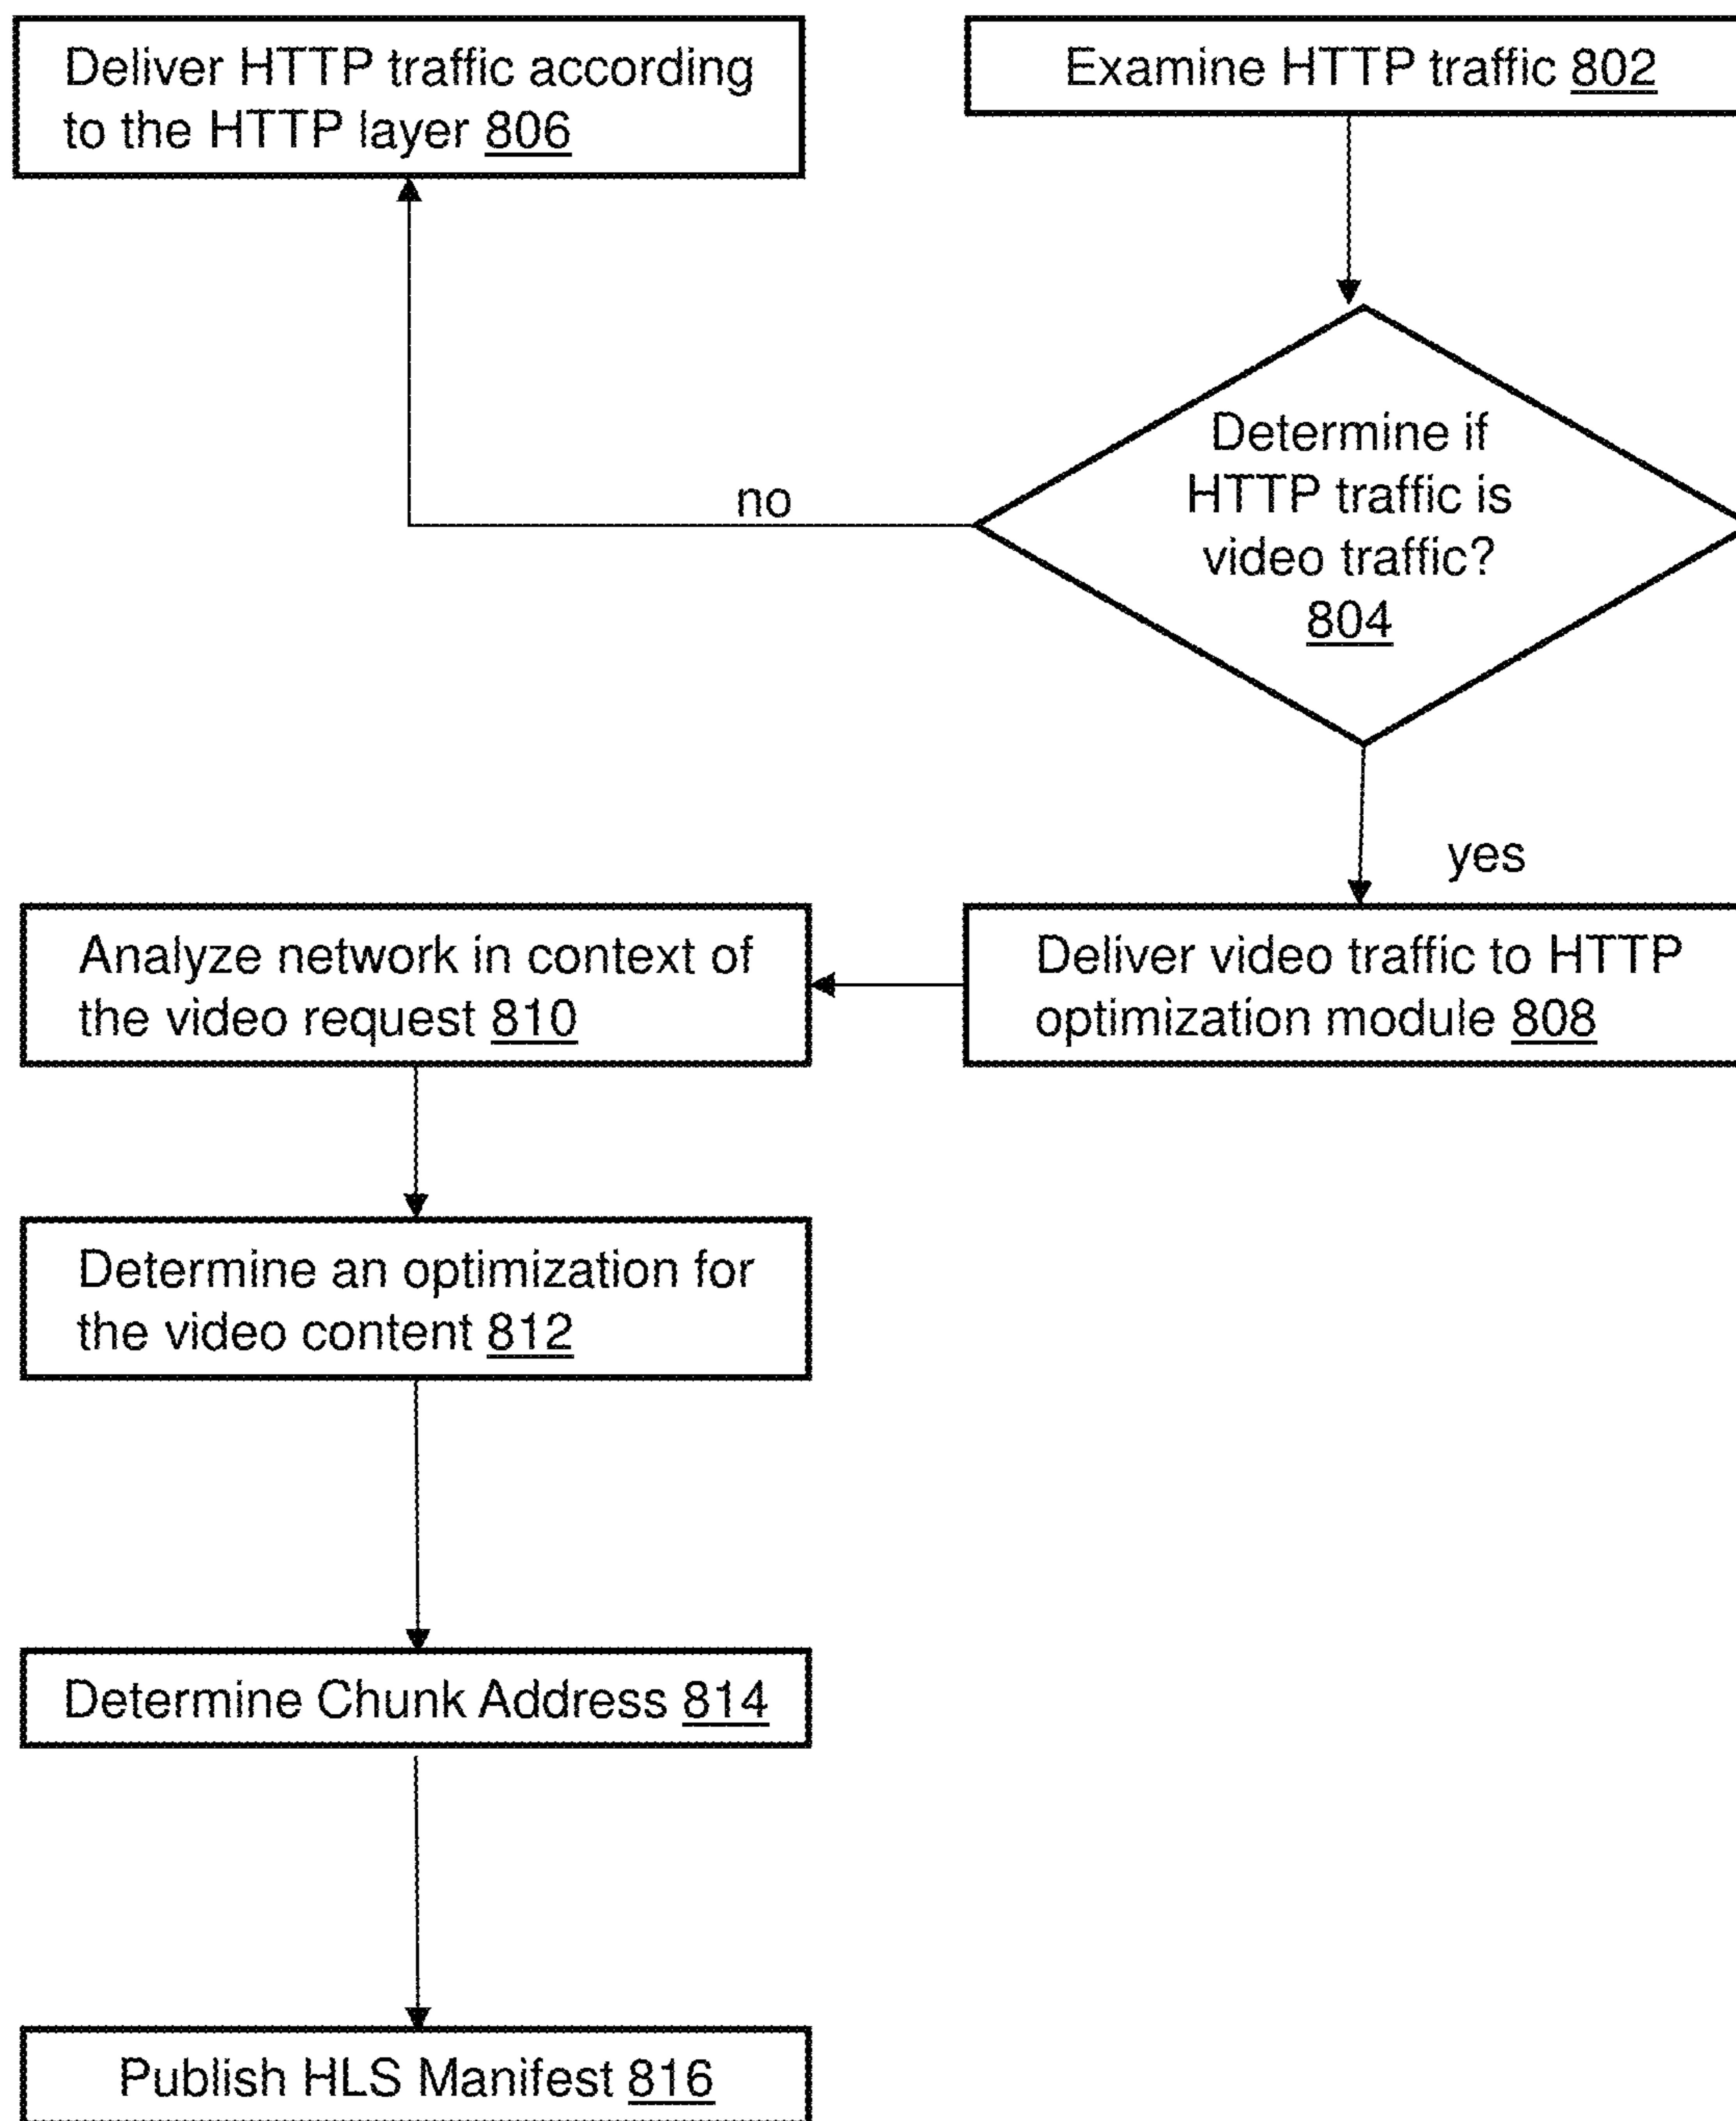 Deliver HTTP traffic according
to the HTTP layer 806
Examine HTTP traffic 802
Determine if
HTTP traffic is
video traffic?
804
no
yes
Deliver video traffic to HTTP
optimization module 808
Analyze network in context of
the video request 810
Determine an optimization for
the video content 812
Determine Chunk Address 814
Publish HLS Manifest 816